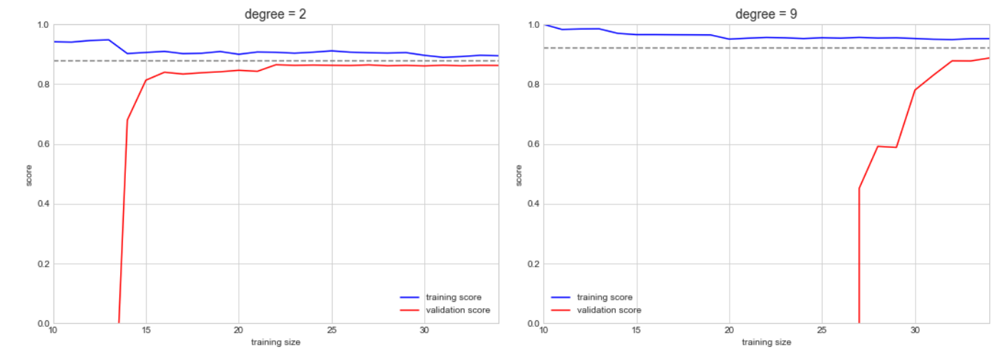 degree = 2
1.0
0.8
0.6
0.4
0.2
0.0
score
10
15
20
25
30
training size
training score
validation score
degree = 9
1.0
0.8
0.6
0.4
0.2
0.0
score
10
15
20
25
30
training size
training score
validation score